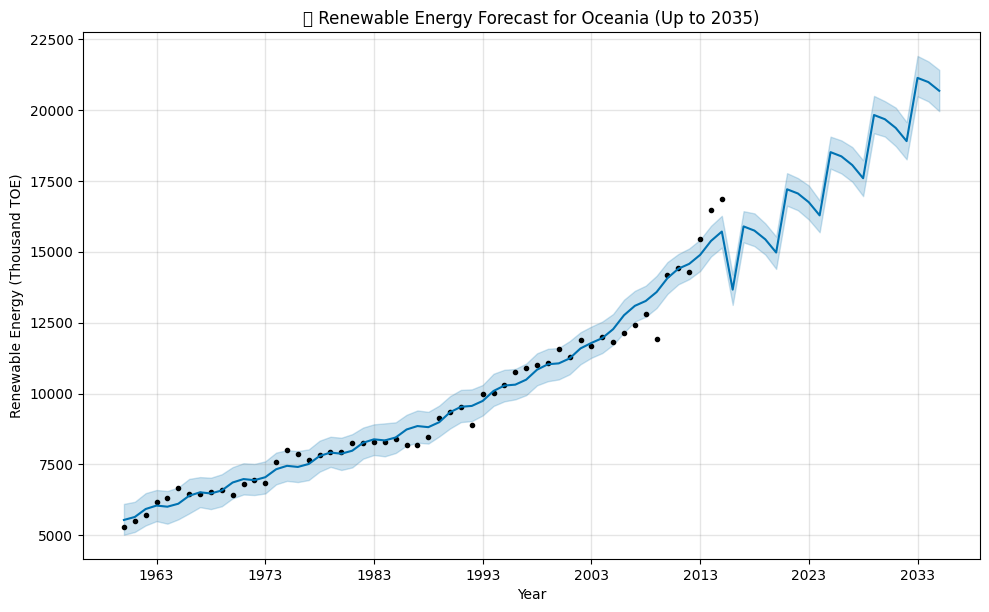 Renewable Energy Forecast for Oceania (Up to 2035)
Renewable Energy (Thousand TOE)
22500
20000
17500
15000
12500
10000
7500
5000
1963 1973 1983 1993 2003 2013 2023 2033
Year